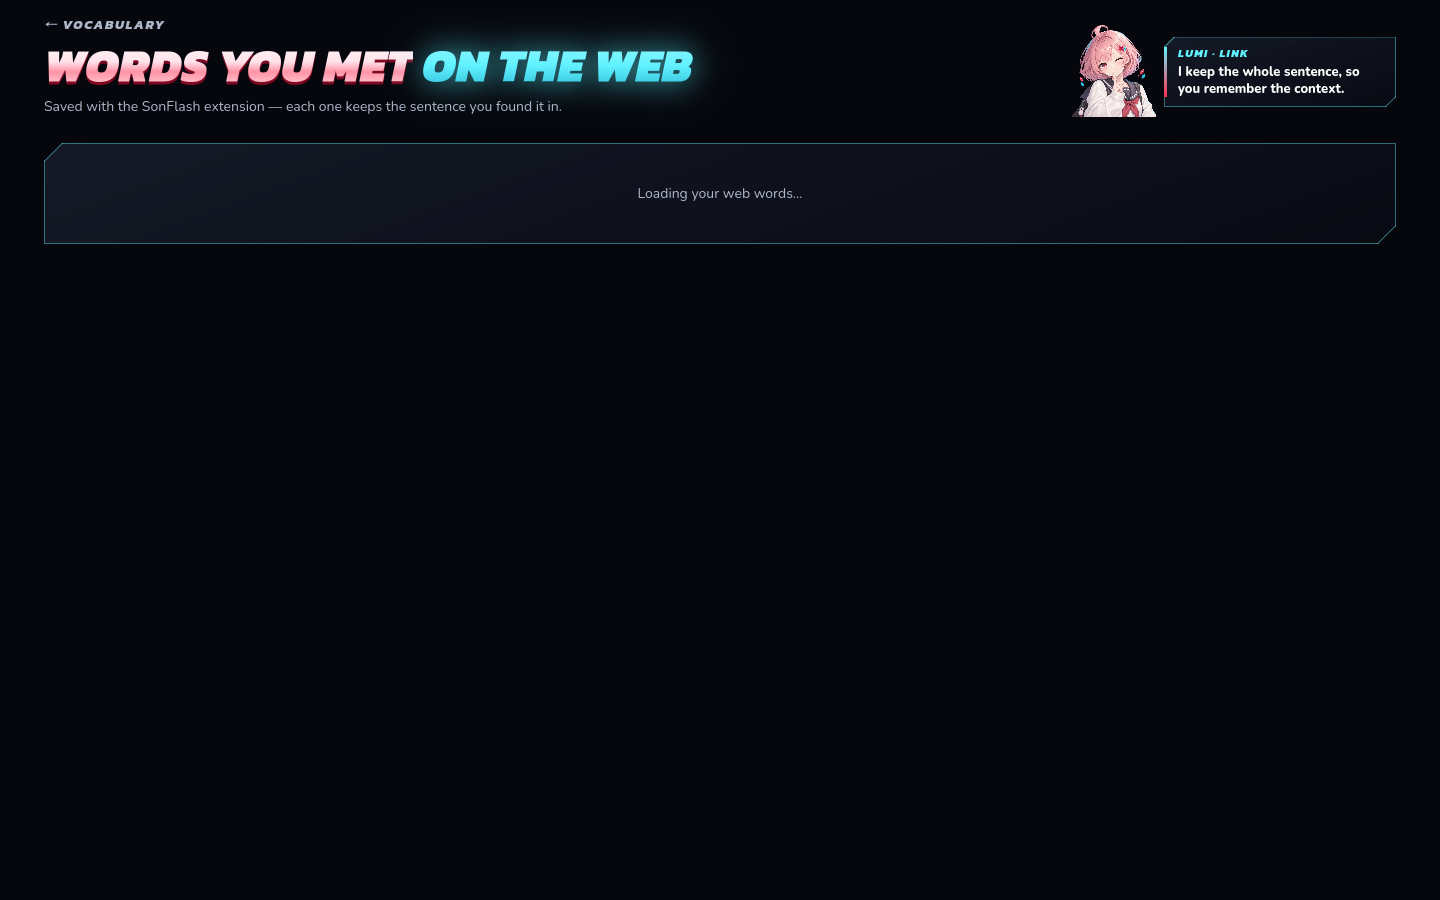 ← VOCABULARY
WORDS YOU MET ON THE WEB
Saved with the SonFlash extension — each one keeps the sentence you found it in.
LUMI · LINK
I keep the whole sentence, so
you remember the context.
Loading your web words...